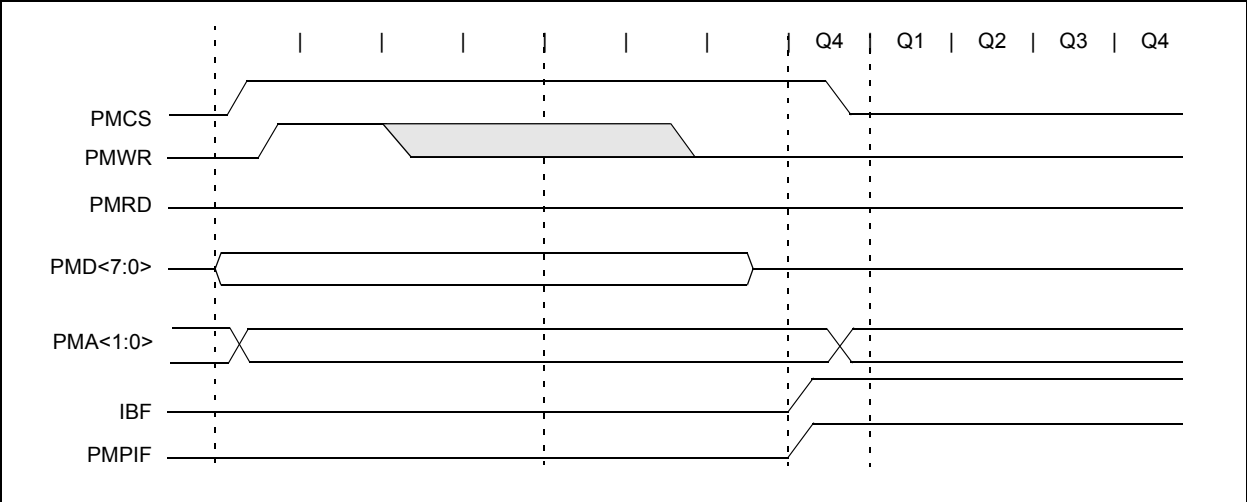 | | | | | | | Q4 | Q1 | Q2 | Q3 | Q4
PMCS
PMWR
PMRD
PMD<7:0>
PMA<1:0>
IBF
PMPIF